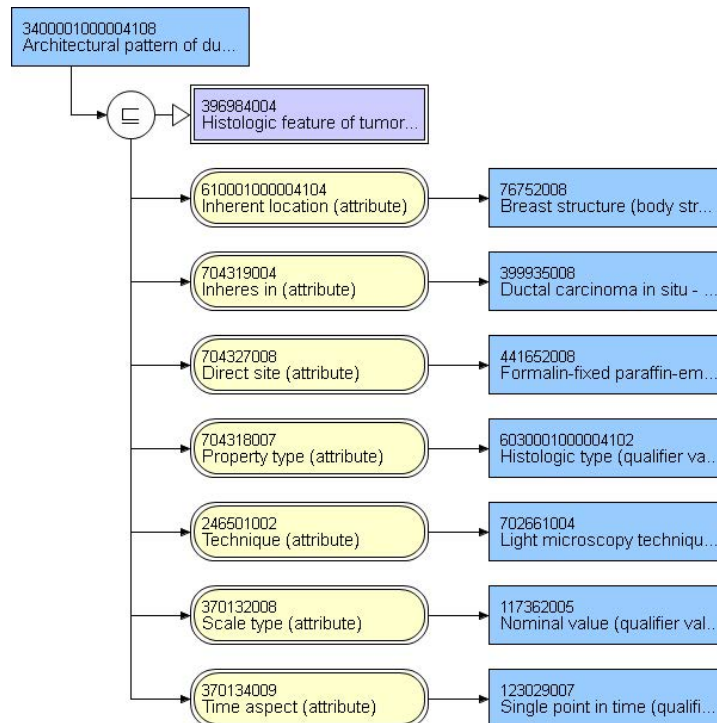 3400001000004108
Architectural pattern of du...
⊑
396984004
Histologic feature of tumor...
610001000004104
Inherent location (attribute)
76752008
Breast structure (body str...
704319004
Inheres in (attribute)
399935008
Ductal carcinoma in situ - ...
704327008
Direct site (attribute)
441652008
Formalin-fixed paraffin-em...
704318007
Property type (attribute)
6030001000004102
Histologic type (qualifier va...
246501002
Technique (attribute)
702661004
Light microscopy techniqu...
370132008
Scale type (attribute)
117362005
Nominal value (qualifier val...
370134009
Time aspect (attribute)
123029007
Single point in time (qualifi...